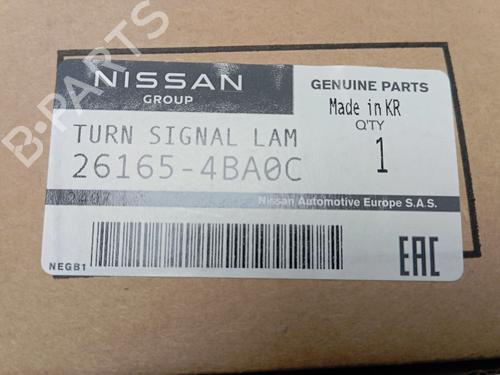 NISSAN
GROUP
GENUINE PARTS
Made in KR
Q'TY
1
TURN SIGNAL LAM
26165-4BA0C
2407
Nissan Automotive Europe S.A.S.
NEGB1
EAC
B-PARTS